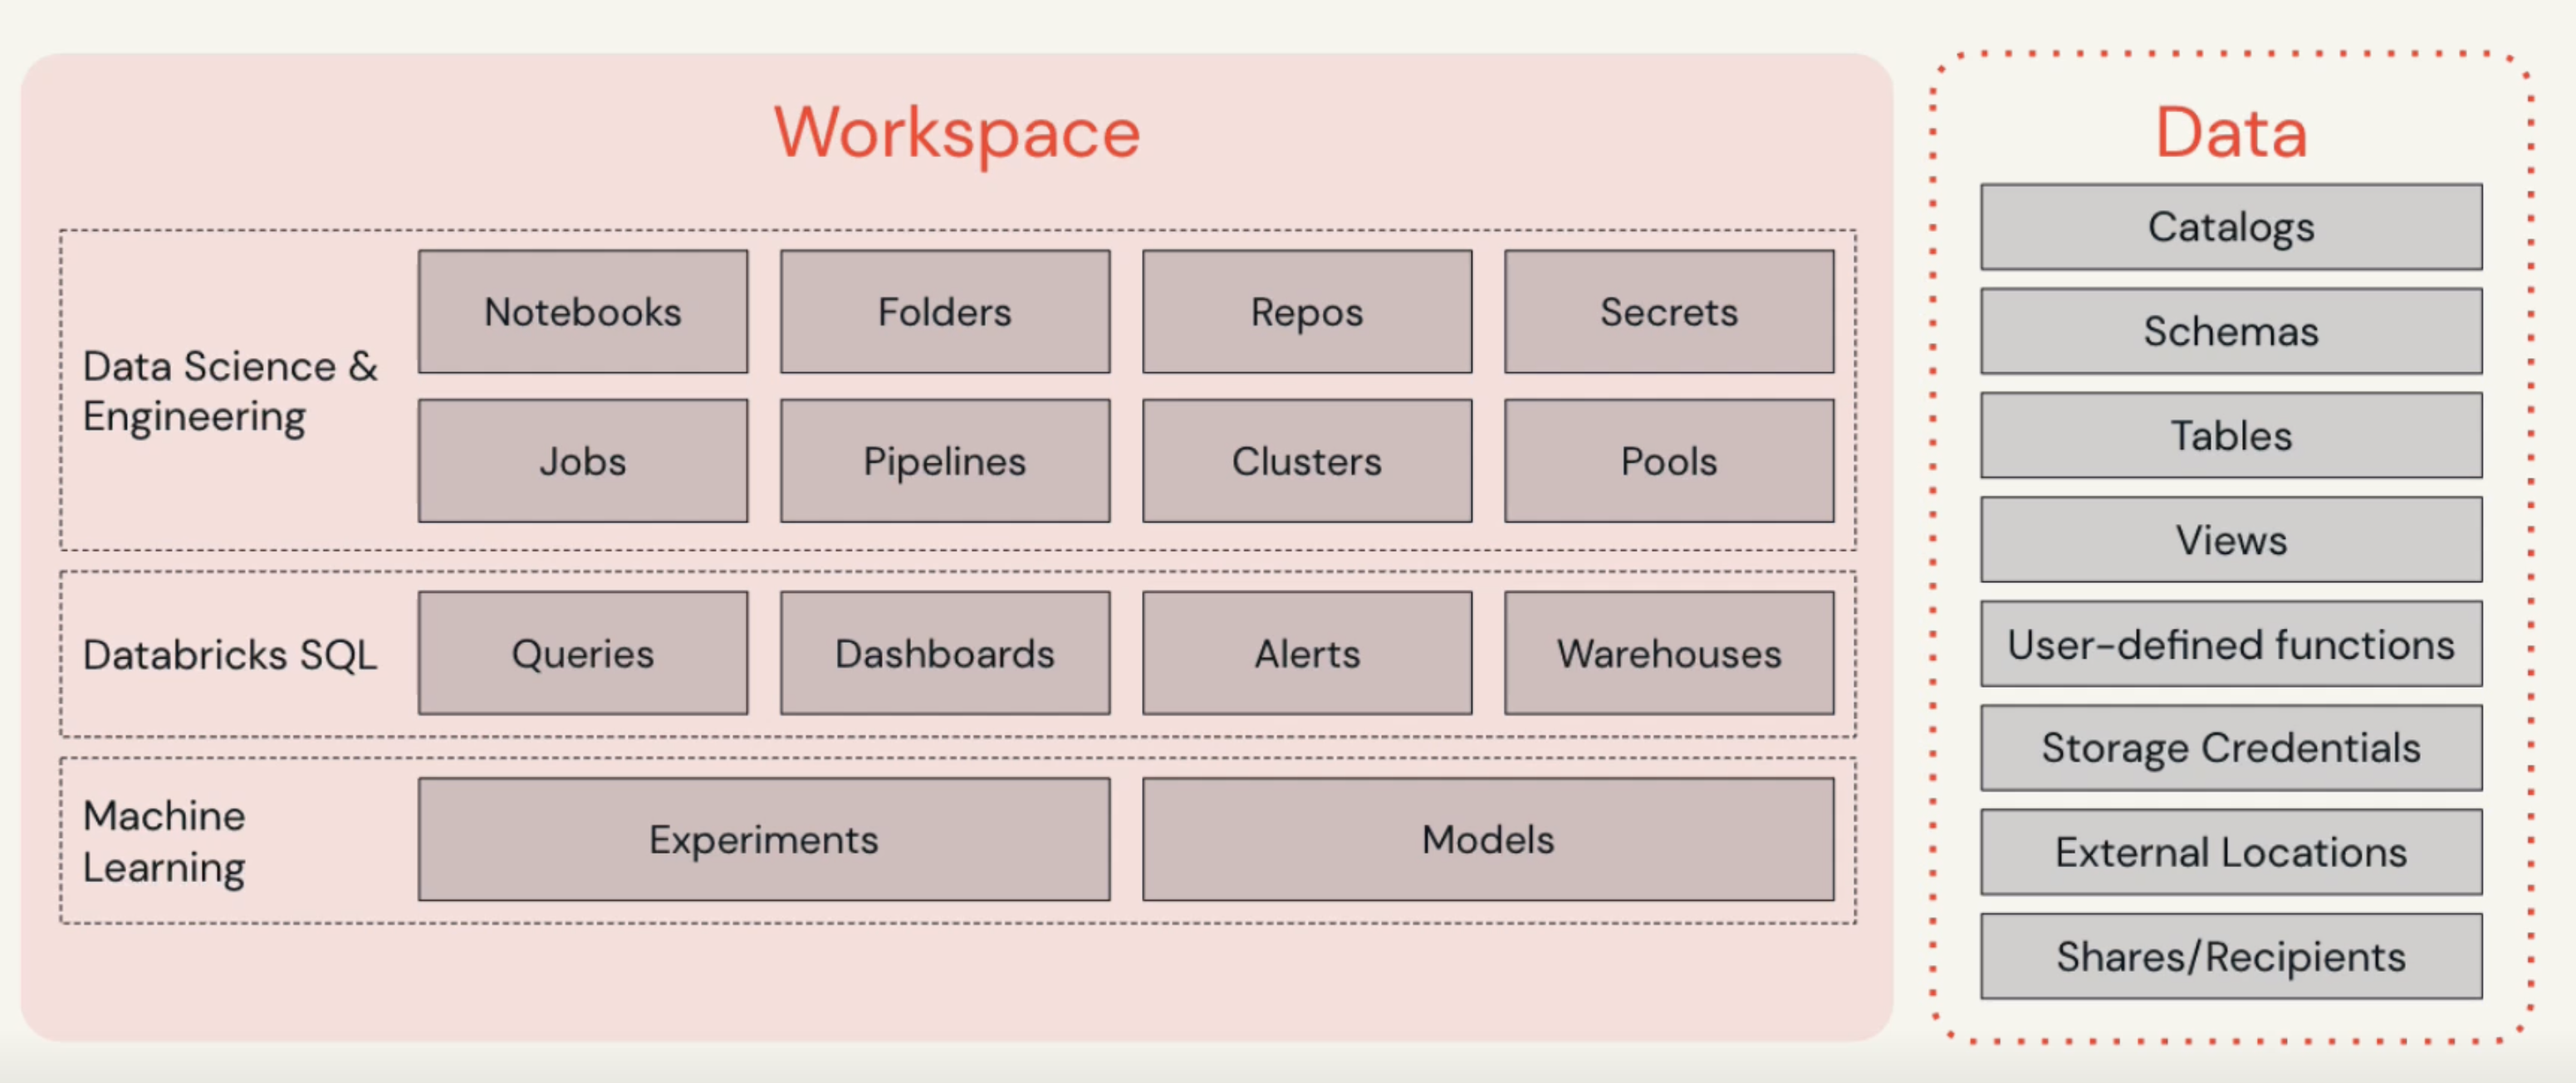 Workspace
Data Science &
Engineering
Notebooks
Folders
Repos
Secrets
Jobs
Pipelines
Clusters
Pools
Databricks SQL
Queries
Dashboards
Alerts
Warehouses
Machine
Learning
Experiments
Models
Data
Catalogs
Schemas
Tables
Views
User-defined functions
Storage Credentials
External Locations
Shares/Recipients